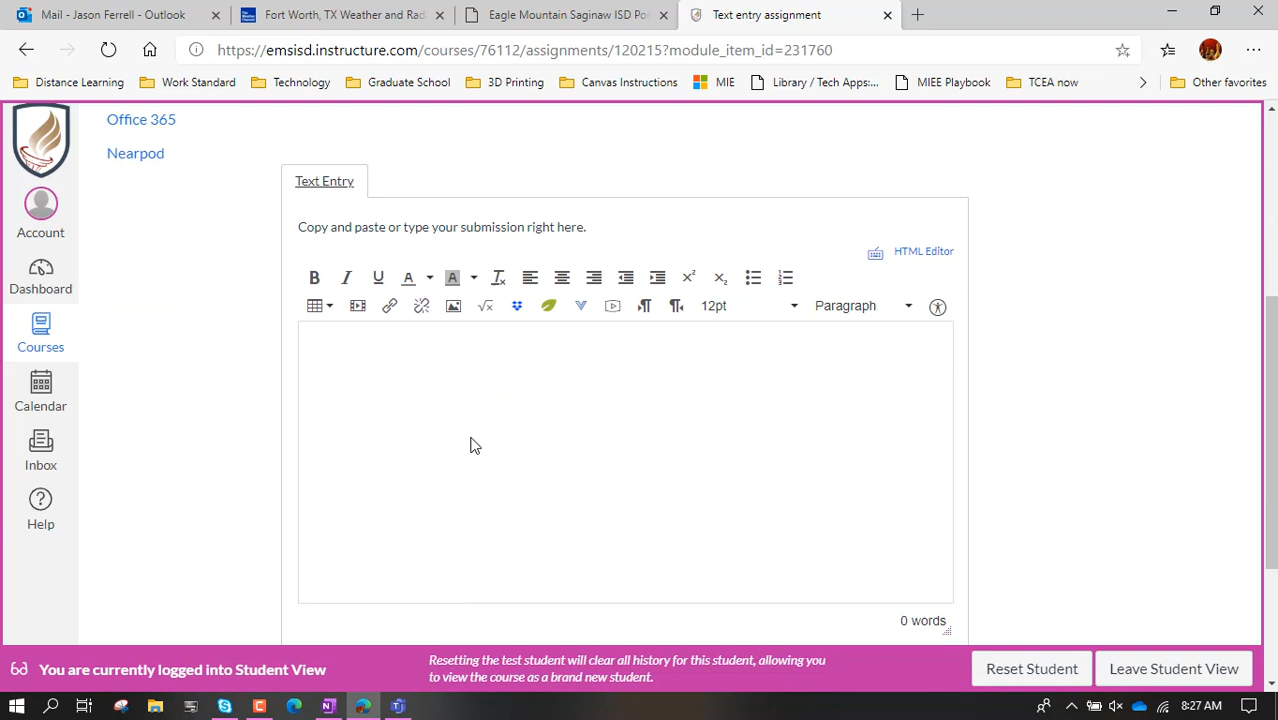 Mail - Jason Ferrell - Outlook
Fort Worth, TX Weather and Rad
Eagle Mountain Saginaw ISD Po
Text entry assignment
https://emsisd.instructure.com/courses/76112/assignments/120215?module_item_id=231760
Distance Learning
Work Standard
Technology
Graduate School
3D Printing
Canvas Instructions
MIE
Library / Tech Apps:...
MIEE Playbook
TCEA now
Other favorites
Office 365
Nearpod
Account
Dashboard
Courses
Calendar
Inbox
Help
Text Entry
Copy and paste or type your submission right here.
HTML Editor
B I U A A
12pt Paragraph
0 words
You are currently logged into Student View
Resetting the test student will clear all history for this student, allowing you
to view the course as a brand new student.
Reset Student
Leave Student View
8:27 AM